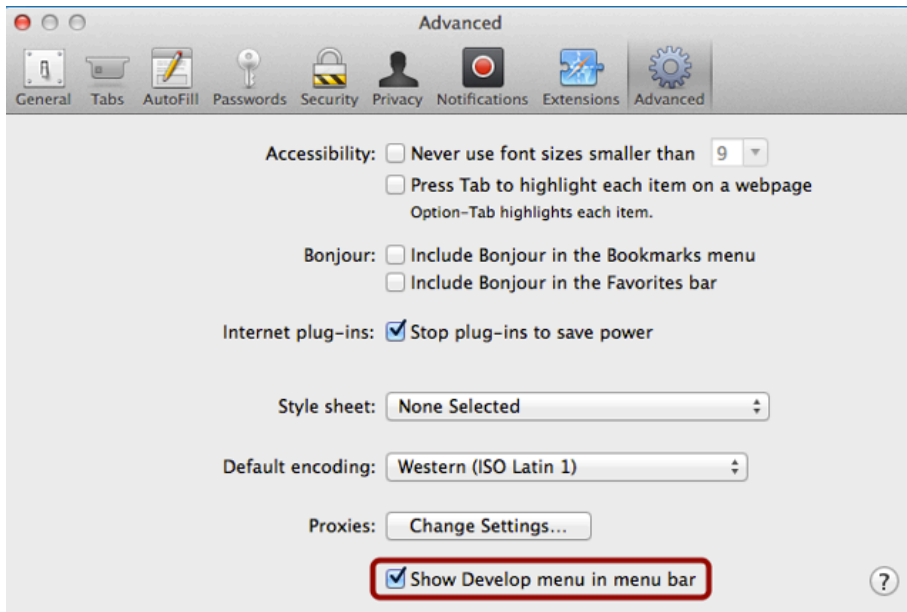 Advanced
General Tabs AutoFill Passwords Security Privacy Notifications Extensions Advanced
Accessibility: Never use font sizes smaller than 9
Press Tab to highlight each item on a webpage
Option-Tab highlights each item.
Bonjour: Include Bonjour in the Bookmarks menu
Include Bonjour in the Favorites bar
Internet plug-ins: Stop plug-ins to save power
Style sheet: None Selected
Default encoding: Western (ISO Latin 1)
Proxies: Change Settings...
Show Develop menu in menu bar
?